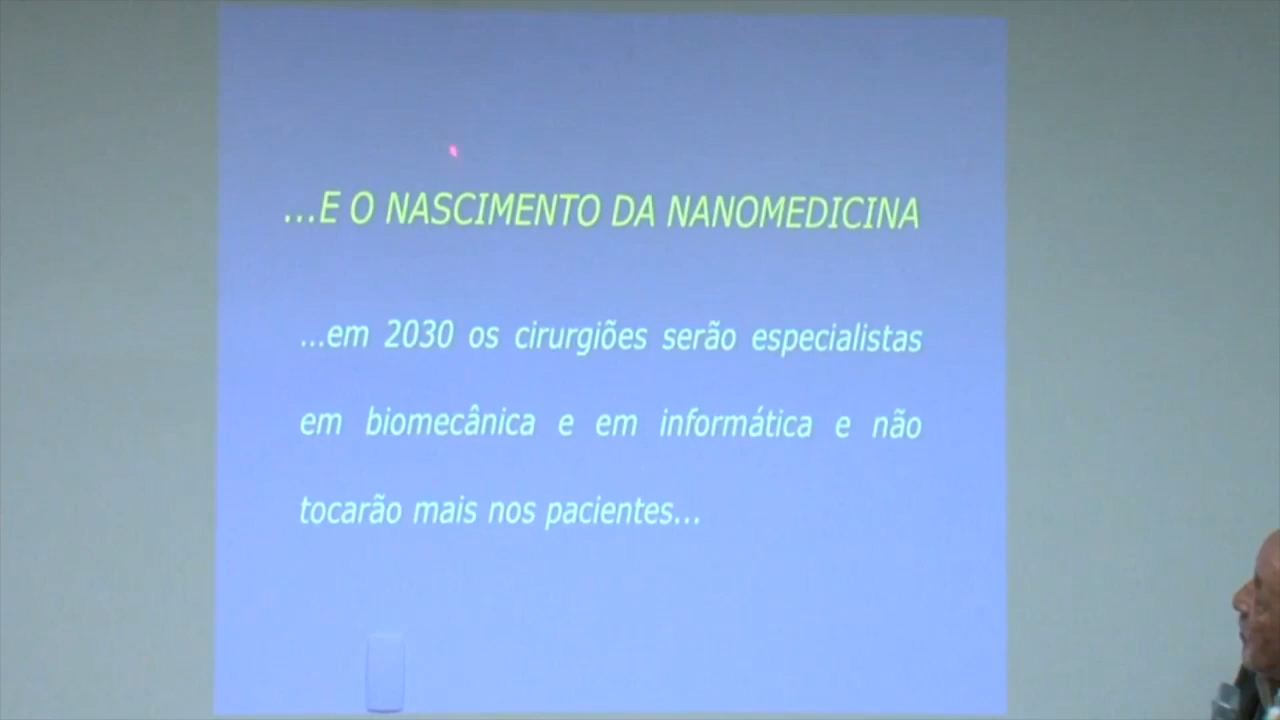 ...E O NASCIMENTO DA NANOMEDICINA
...em 2030 os cirurgiões serão especialistas
em biomecânica e em informática e não
tocarão mais nos pacientes...